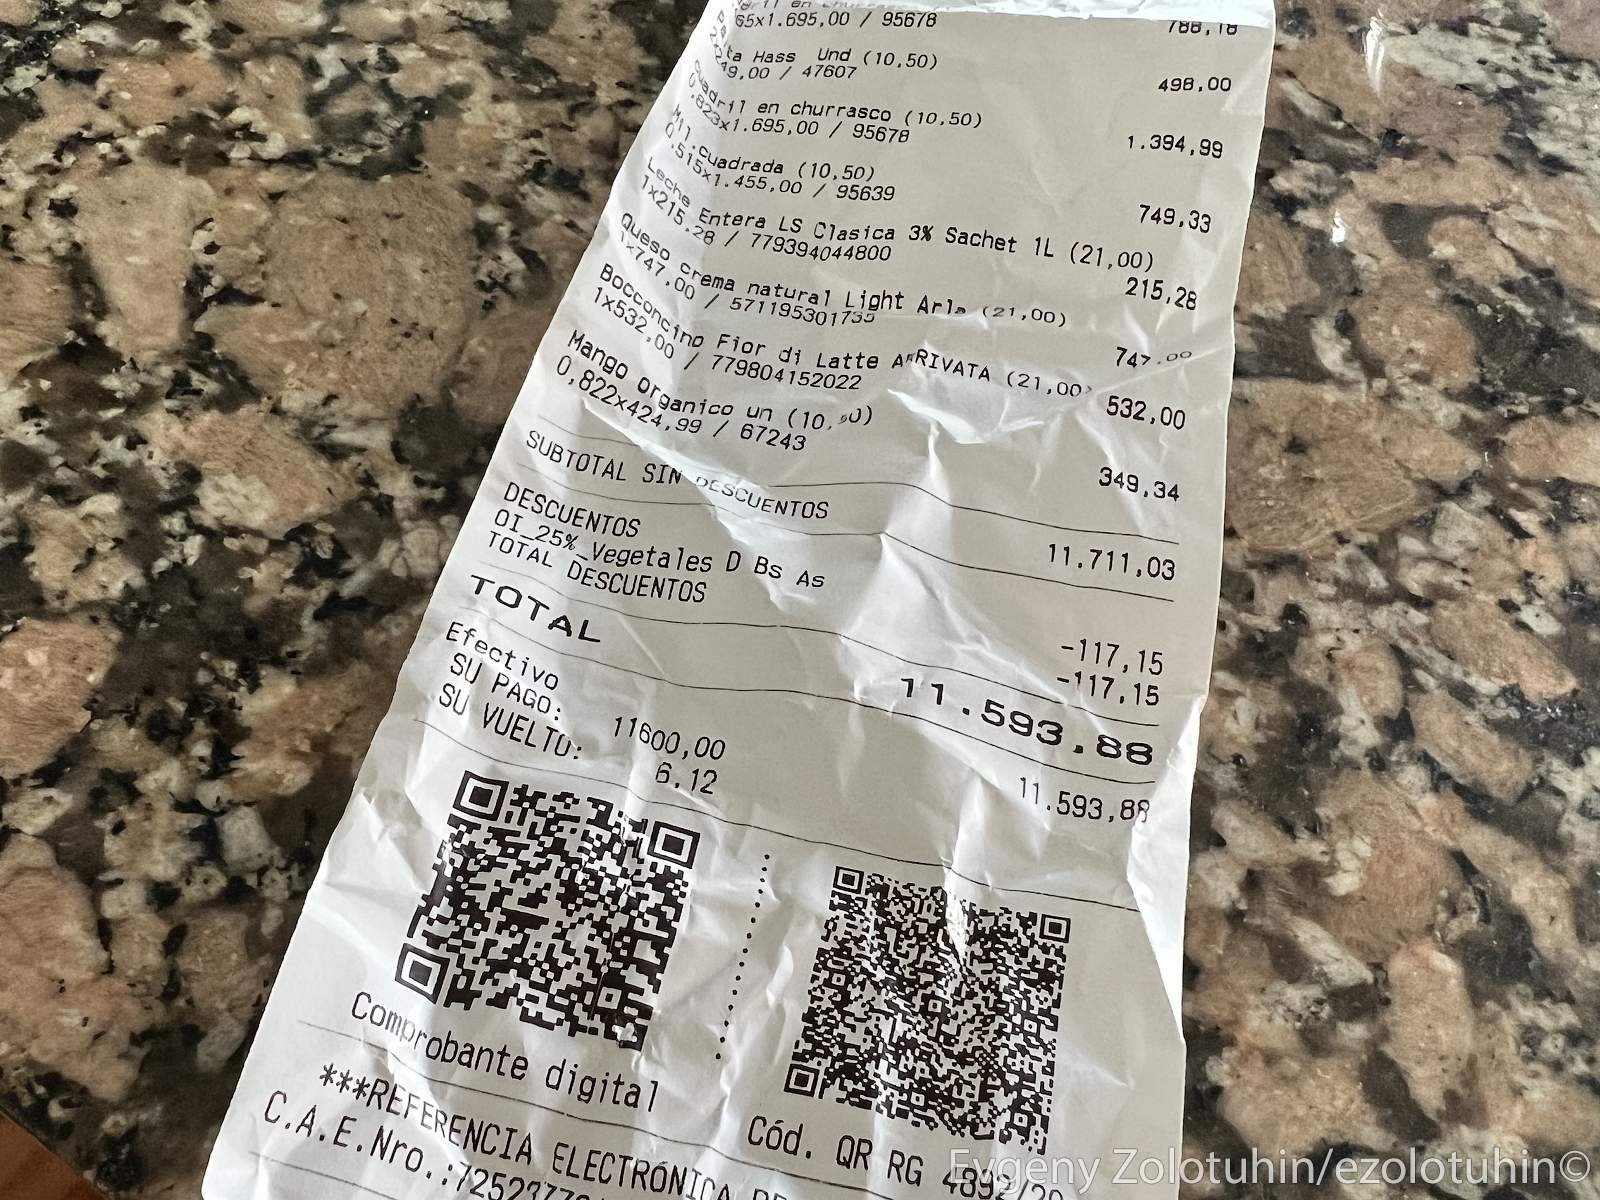 65x1.695,00 / 95678 788,18
Palta Hass Und (10,50)
2x249,00 / 47607 498,00
Cuadril en churrasco (10,50)
0,823x1.695,00 / 95678 1.394,99
Mil.cuadrada (10,50)
0,515x1.455,00 / 95639 749,33
Leche Entera LS Clasica 3% Sachet 1L (21,00)
1x215,28 / 779394044800 215,28
Queso crema natural Light Arla (21,00)
1x747,00 / 571195301735 747,00
Bocconcino Fior di Latte ARRIVATA (21,00)
1x532,00 / 779804152022 532,00
Mango organico un (10,50)
0,822x424,99 / 67243 349,34
SUBTOTAL SIN DESCUENTOS 11.711,03
DESCUENTOS
OI_25%_Vegetales D Bs As -117,15
TOTAL DESCUENTOS -117,15
TOTAL 11.593,88
Efectivo 11.593,88
SU PAGO: 11600,00
SU VUELTO: 6,12
Comprobante digital
Cód. QR RG 4892/20
***REFERENCIA ELECTRÓNICA
C.A.E.Nro.:
Evgeny Zolotuhin/ezolotuhin©